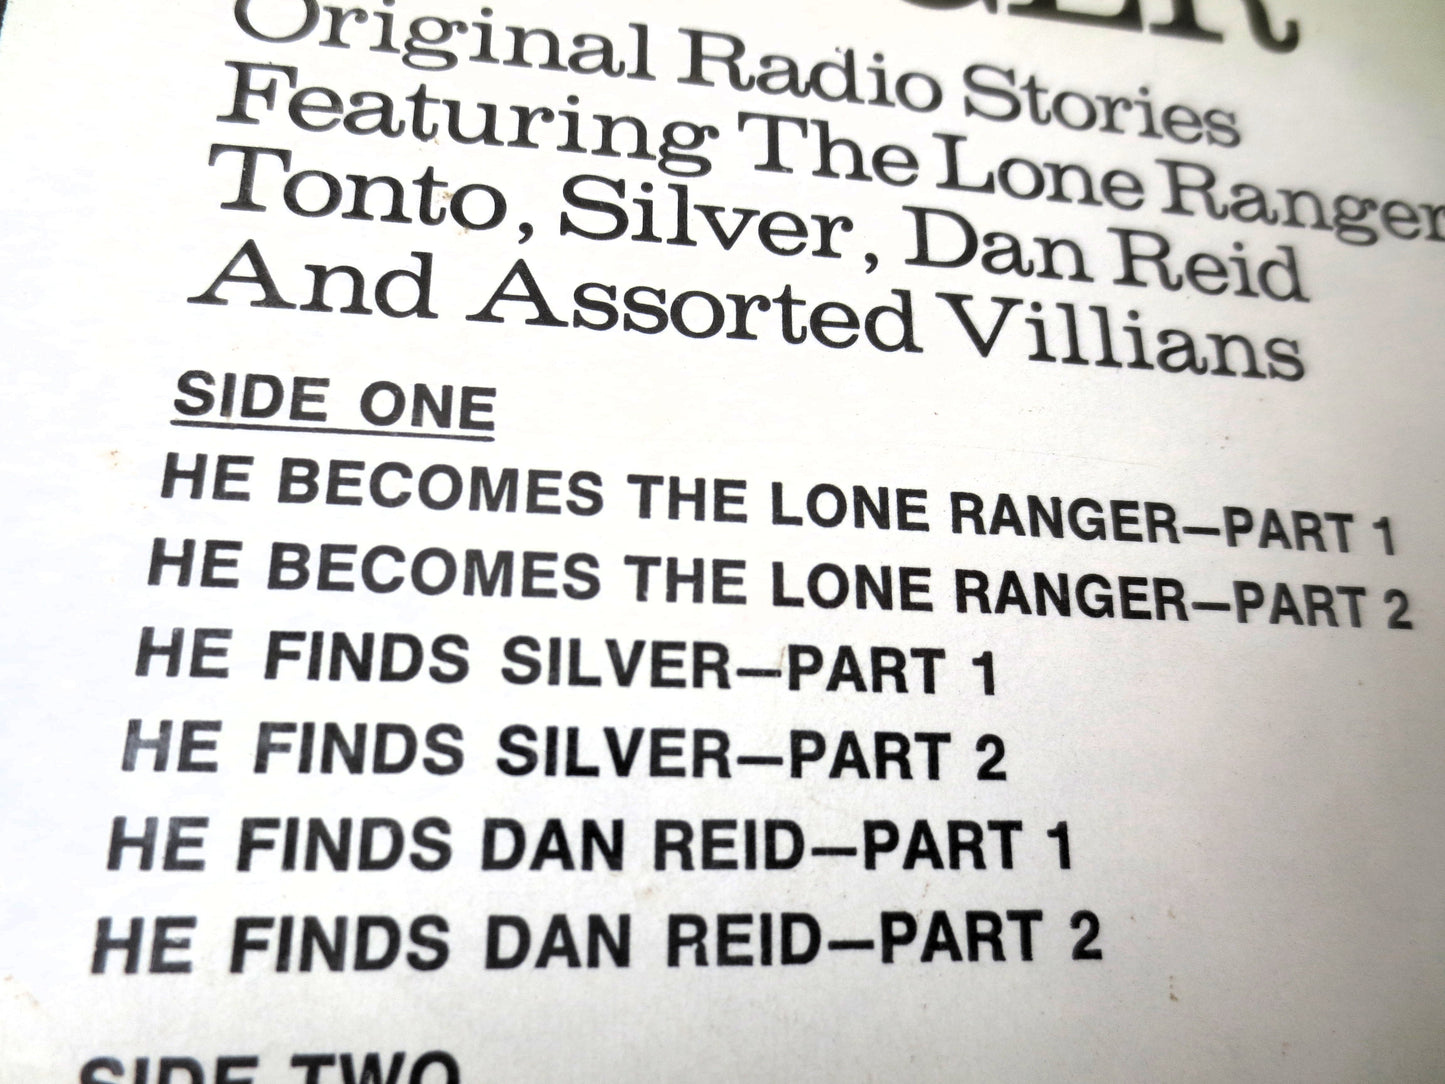 Original Radio Stories
Featuring The Lone Ranger
Tonto, Silver, Dan Reid
And Assorted Villians
SIDE ONE
HE BECOMES THE LONE RANGER—PART 1
HE BECOMES THE LONE RANGER—PART 2
HE FINDS SILVER—PART 1
HE FINDS SILVER—PART 2
HE FINDS DAN REID—PART 1
HE FINDS DAN REID—PART 2
SIDE TWO